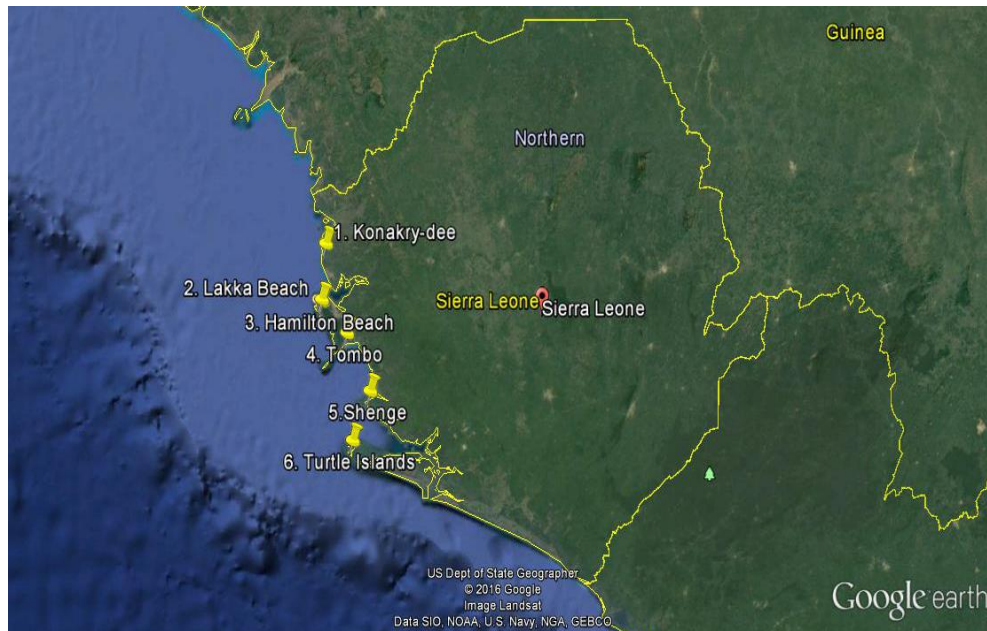 Guinea
Northern
1. Konakry-dee
2. Lakka Beach
Sierra Leone
Sierra Leone
3. Hamilton Beach
4. Tombo
5.Shenge
6. Turtle Islands
US Dept of State Geographer
© 2016 Google
Image Landsat
Data SIO, NOAA, U.S. Navy, NGA, GEBCO
Google earth